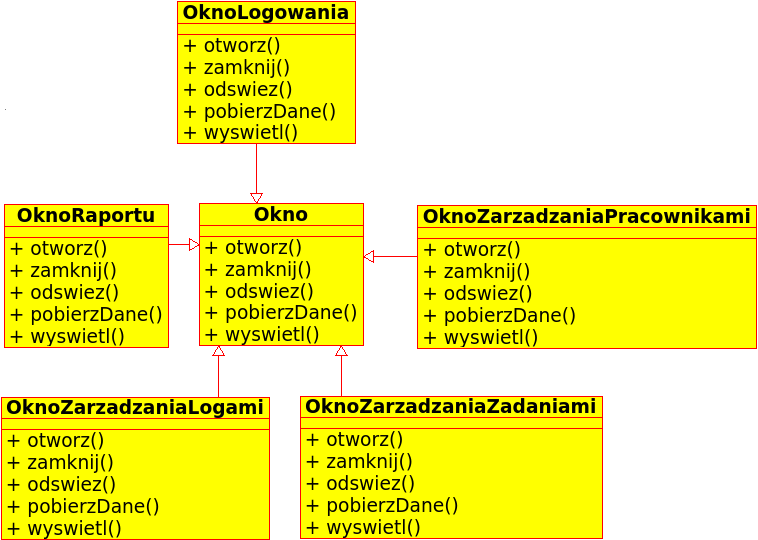 OknoLogowania
+ otworz()
+ zamknij()
+ odswiez()
+ pobierzDane()
+ wyswietl()
OknoRaportu
+ otworz()
+ zamknij()
+ odswiez()
+ pobierzDane()
+ wyswietl()
Okno
+ otworz()
+ zamknij()
+ odswiez()
+ pobierzDane()
+ wyswietl()
OknoZarzadzaniaPracownikami
+ otworz()
+ zamknij()
+ odswiez()
+ pobierzDane()
+ wyswietl()
OknoZarzadzaniaLogami
+ otworz()
+ zamknij()
+ odswiez()
+ pobierzDane()
+ wyswietl()
OknoZarzadzaniaZadaniami
+ otworz()
+ zamknij()
+ odswiez()
+ pobierzDane()
+ wyswietl()